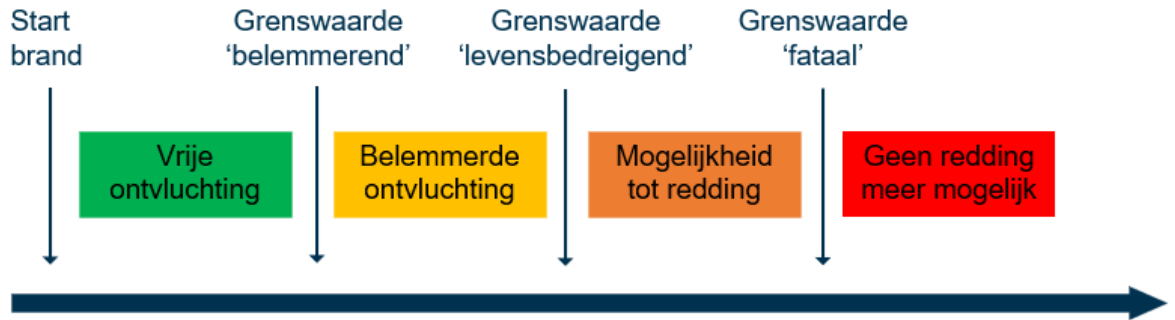 Start
brand
Grenswaarde
‘belemmerend’
Grenswaarde
‘levensbedreigend’
Grenswaarde
‘fataal’
Vrije
ontvluchting
Belemmerde
ontvluchting
Mogelijkheid
tot redding
Geen redding
meer mogelijk